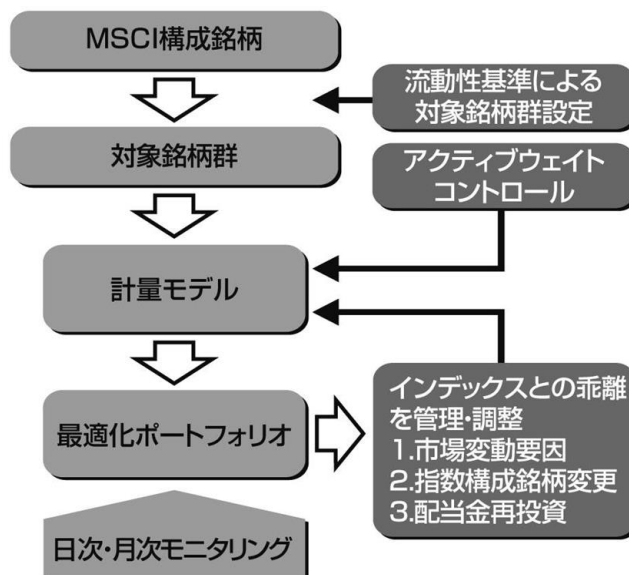 MSCI構成銘柄
流動性基準による
対象銘柄群設定
対象銘柄群
アクティブウェイト
コントロール
計量モデル
最適化ポートフォリオ
インデックスとの乖離
を管理・調整
1.市場変動要因
2.指数構成銘柄変更
3.配当金再投資
日次・月次モニタリング